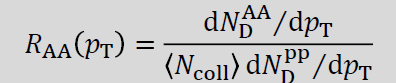 R_AA(p_T) = dN_D^AA/dp_T / ⟨N_coll⟩ dN_D^pp/dp_T